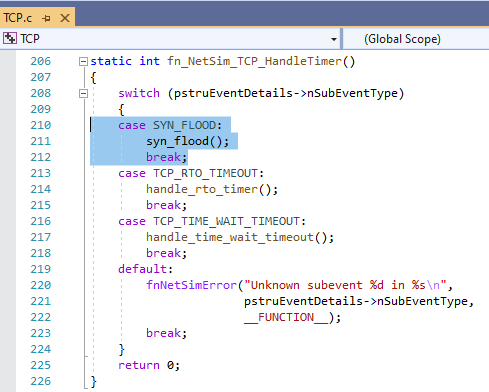 TCP.c
TCP
(Global Scope)
206 static int fn_NetSim_TCP_HandleTimer()
207 {
208 switch (pstruEventDetails->nSubEventType)
209 {
210 case SYN_FLOOD:
211 syn_flood();
212 break;
213 case TCP_RTO_TIMEOUT:
214 handle_rto_timer();
215 break;
216 case TCP_TIME_WAIT_TIMEOUT:
217 handle_time_wait_timeout();
218 break;
219 default:
220 fnNetSimError("Unknown subevent %d in %s\n",
221 pstruEventDetails->nSubEventType,
222 __FUNCTION__);
223 break;
224 }
225 return 0;
226 }